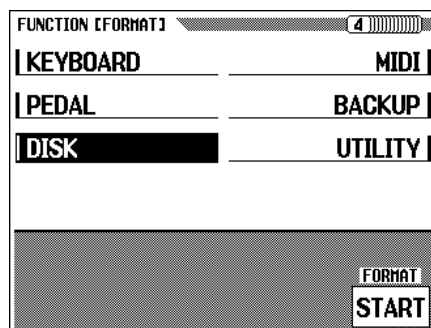 FUNCTION [FORMAT] 4
KEYBOARD MIDI
PEDAL BACKUP
DISK UTILITY
FORMAT
START